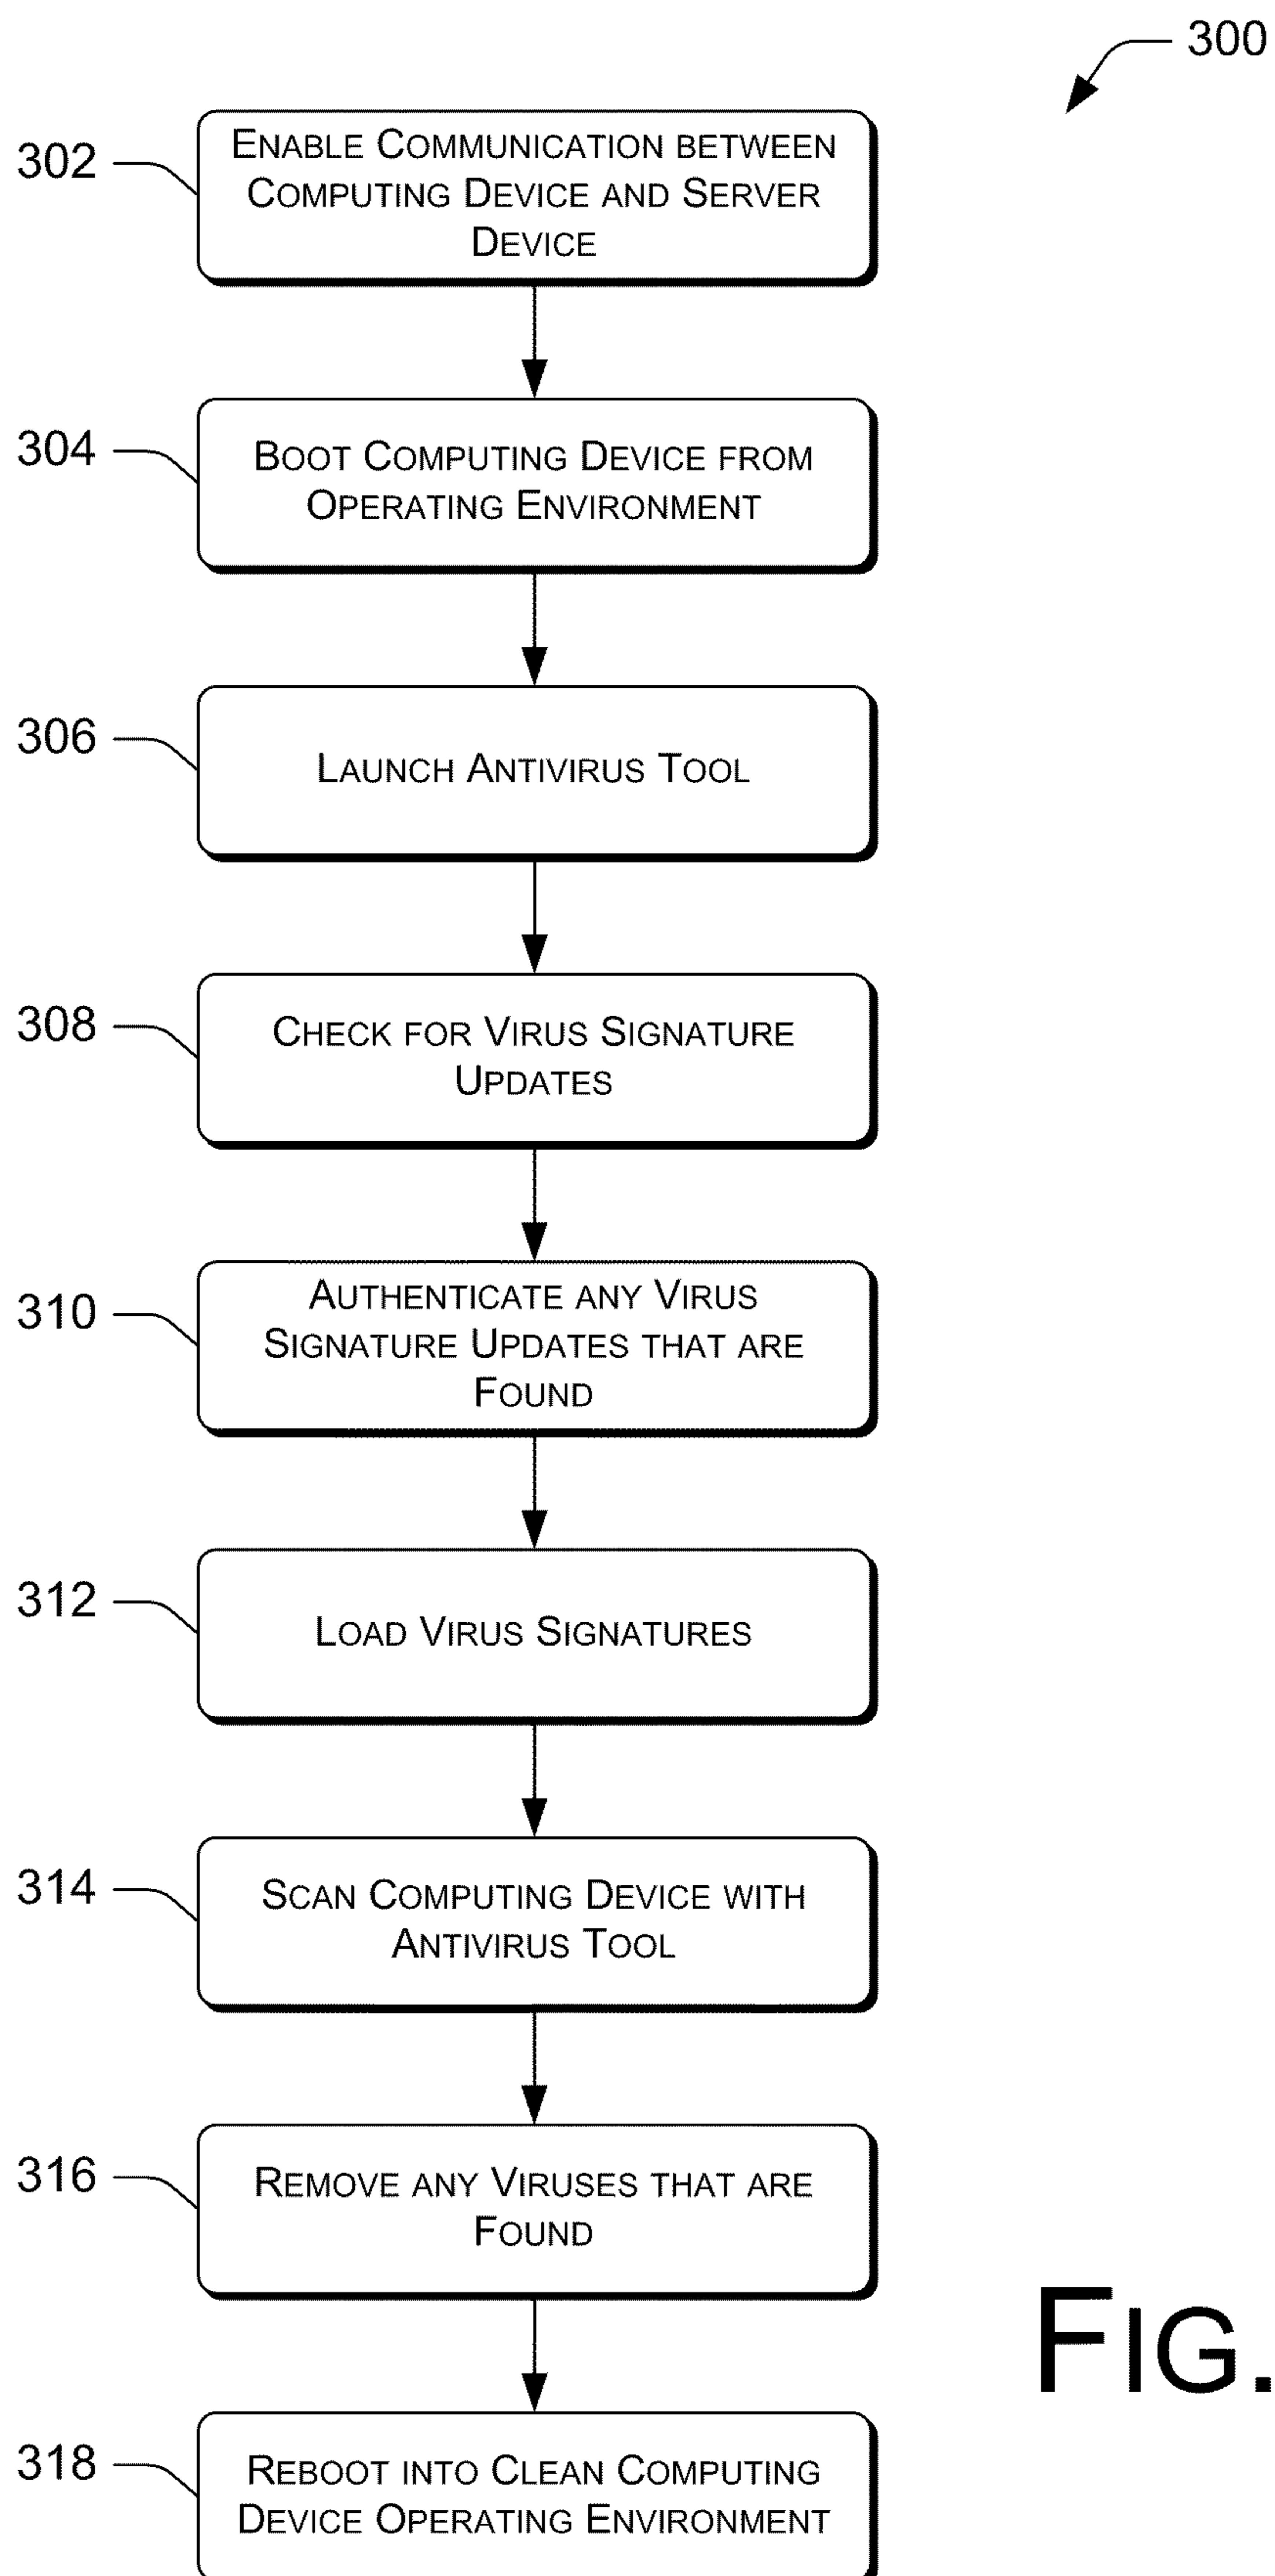 300
302
ENABLE COMMUNICATION BETWEEN
COMPUTING DEVICE AND SERVER
DEVICE
304
BOOT COMPUTING DEVICE FROM
OPERATING ENVIRONMENT
306
LAUNCH ANTIVIRUS TOOL
308
CHECK FOR VIRUS SIGNATURE
UPDATES
310
AUTHENTICATE ANY VIRUS
SIGNATURE UPDATES THAT ARE
FOUND
312
LOAD VIRUS SIGNATURES
314
SCAN COMPUTING DEVICE WITH
ANTIVIRUS TOOL
316
REMOVE ANY VIRUSES THAT ARE
FOUND
FIG.
318
REBOOT INTO CLEAN COMPUTING
DEVICE OPERATING ENVIRONMENT